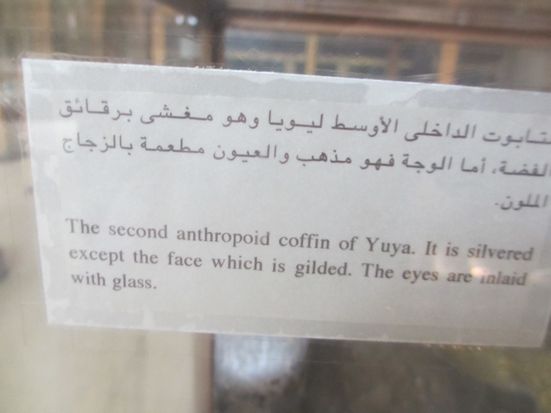 التابوت الداخلى الأوسط ليويا وهو مغشى برقائق
الفضة، أما الوجة فهو مذهب والعيون مطعمة بالزجاج
الملون.
The second anthropoid coffin of Yuya. It is silvered
except the face which is gilded. The eyes are inlaid
with glass.